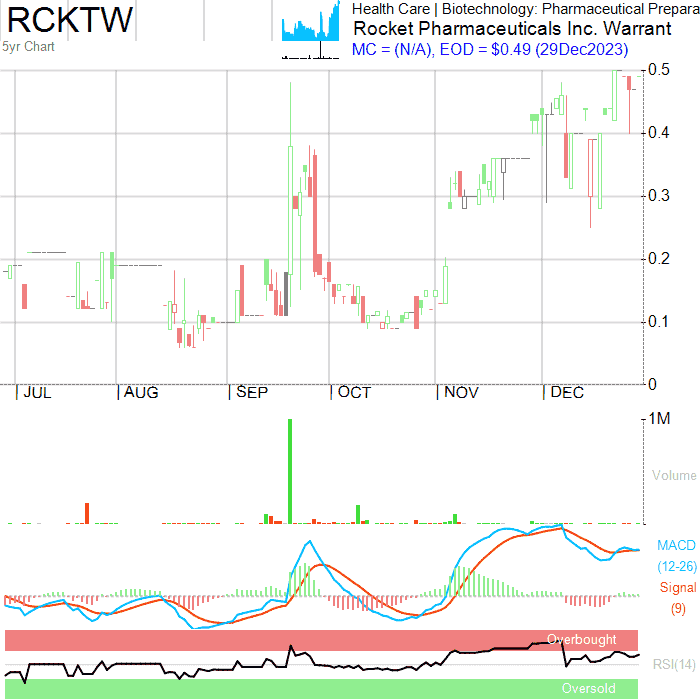 RCKTW
5yr Chart
Health Care | Biotechnology: Pharmaceutical Prepara
Rocket Pharmaceuticals Inc. Warrant
MC = (N/A), EOD = $0.49 (29Dec2023)
0.5
0.4
0.3
0.2
0.1
0
JUL AUG SEP OCT NOV DEC
1M
Volume
MACD
(12-26)
Signal
(9)
Overbought
RSI(14)
Oversold